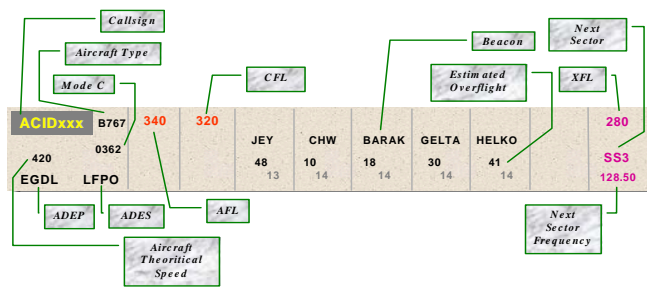 Callsign
Aircraft Type
Mode C
CFL
Beacon
Estimated
Overflight
Next
Sector
XFL
ACIDxxx B767 340 320 280
0362
JEY CHW BARAK GELTA HELKO
420 48 10 18 30 41 SS3
13 14 14 14 14
EGDL LFPO 128.50
ADEP ADES AFL
Aircraft
Theoritical
Speed
Next
Sector
Frequency